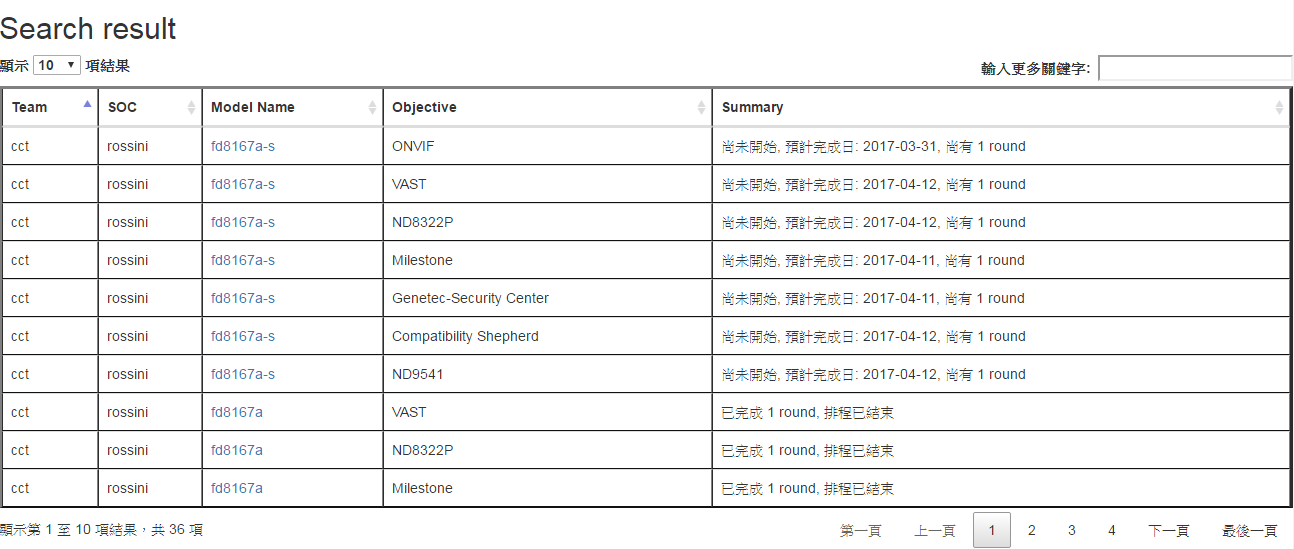 Search result
顯示 10 項結果 輸入更多關鍵字:
Team SOC Model Name Objective Summary
cct rossini fd8167a-s ONVIF 尚未開始, 預計完成日: 2017-03-31, 尚有 1 round
cct rossini fd8167a-s VAST 尚未開始, 預計完成日: 2017-04-12, 尚有 1 round
cct rossini fd8167a-s ND8322P 尚未開始, 預計完成日: 2017-04-12, 尚有 1 round
cct rossini fd8167a-s Milestone 尚未開始, 預計完成日: 2017-04-11, 尚有 1 round
cct rossini fd8167a-s Genetec-Security Center 尚未開始, 預計完成日: 2017-04-11, 尚有 1 round
cct rossini fd8167a-s Compatibility Shepherd 尚未開始, 預計完成日: 2017-04-12, 尚有 1 round
cct rossini fd8167a-s ND9541 尚未開始, 預計完成日: 2017-04-12, 尚有 1 round
cct rossini fd8167a VAST 已完成 1 round, 排程已結束
cct rossini fd8167a ND8322P 已完成 1 round, 排程已結束
cct rossini fd8167a Milestone 已完成 1 round, 排程已結束
顯示第 1 至 10 項結果，共 36 項 第一頁 上一頁 1 2 3 4 下一頁 最後一頁